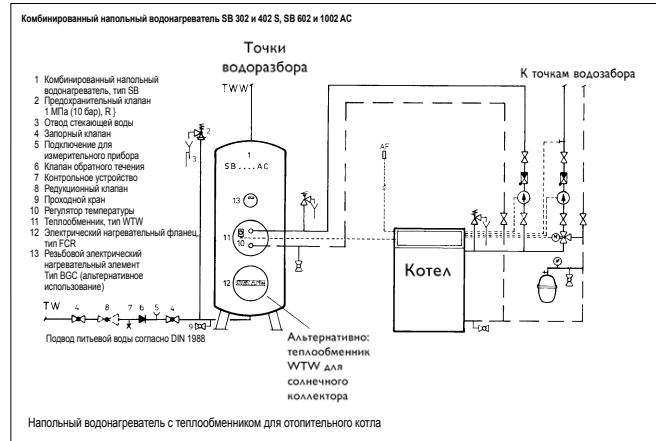 Комбинированный напольный водонагреватель SB 302 и 402 S, SB 602 и 1002 AC
Точки
водоразбора
К точкам водозабора
TWW
1 Комбинированный напольный
водонагреватель, тип SB
2 Предохранительный клапан
1 МПа (10 бар), R }
3 Отвод стекающей воды
4 Запорный клапан
5 Подключение для
измерительного прибора
6 Клапан обратного течения
7 Контрольное устройство
8 Редукционный клапан
9 Проходной кран
10 Регулятор температуры
11 Теплообменник, тип WTW
12 Электрический нагревательный фланец,
тип FCR
13 Резьбовой электрический
нагревательный элемент
Тип BGC (альтернативное
использование)
2
3
1
SB....AC
13
11
10
12
AF
Котел
TW
4 8 7 6 5 4
9
Подвод питьевой воды согласно DIN 1988
Альтернативно:
теплообменник
WTW для
солнечного
коллектора
Напольный водонагреватель с теплообменником для отопительного котла